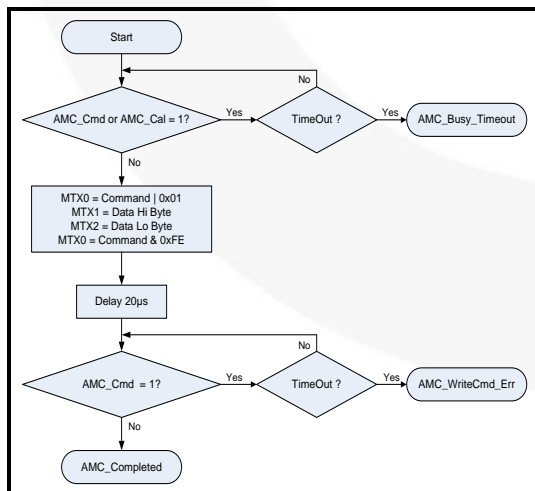 Start
No
AMC_Cmd or AMC_Cal = 1?
Yes
TimeOut ?
Yes
AMC_Busy_Timeout
No
MTX0 = Command | 0x01
MTX1 = Data Hi Byte
MTX2 = Data Lo Byte
MTX0 = Command & 0xFE
Delay 20µs
No
AMC_Cmd = 1?
Yes
TimeOut ?
Yes
AMC_WriteCmd_Err
No
AMC_Completed